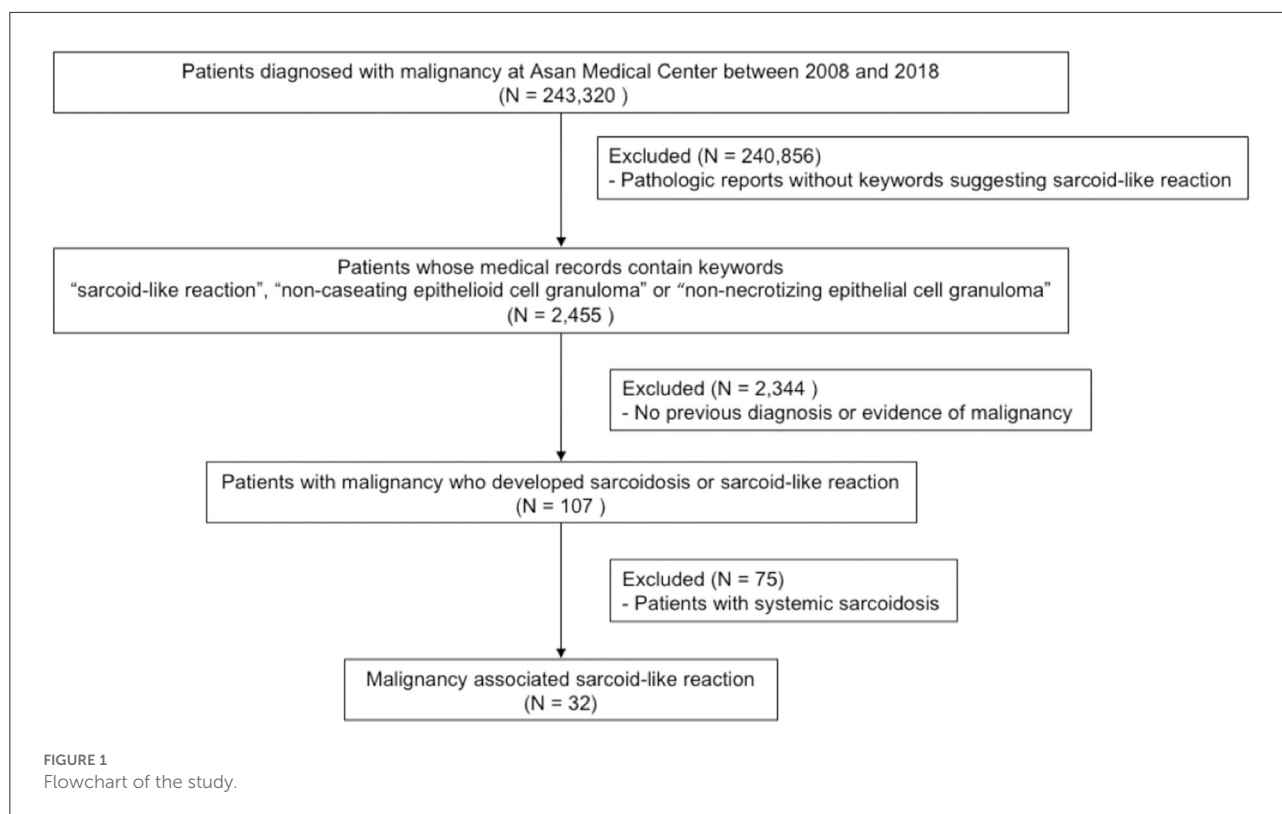 Patients diagnosed with malignancy at Asan Medical Center between 2008 and 2018
(N = 243,320 )
Excluded (N = 240,856)
- Pathologic reports without keywords suggesting sarcoid-like reaction
Patients whose medical records contain keywords
“sarcoid-like reaction”, “non-caseating epithelioid cell granuloma” or “non-necrotizing epithelial cell granuloma”
(N = 2,455 )
Excluded (N = 2,344 )
- No previous diagnosis or evidence of malignancy
Patients with malignancy who developed sarcoidosis or sarcoid-like reaction
(N = 107 )
Excluded (N = 75)
- Patients with systemic sarcoidosis
Malignancy associated sarcoid-like reaction
(N = 32)
FIGURE 1
Flowchart of the study.